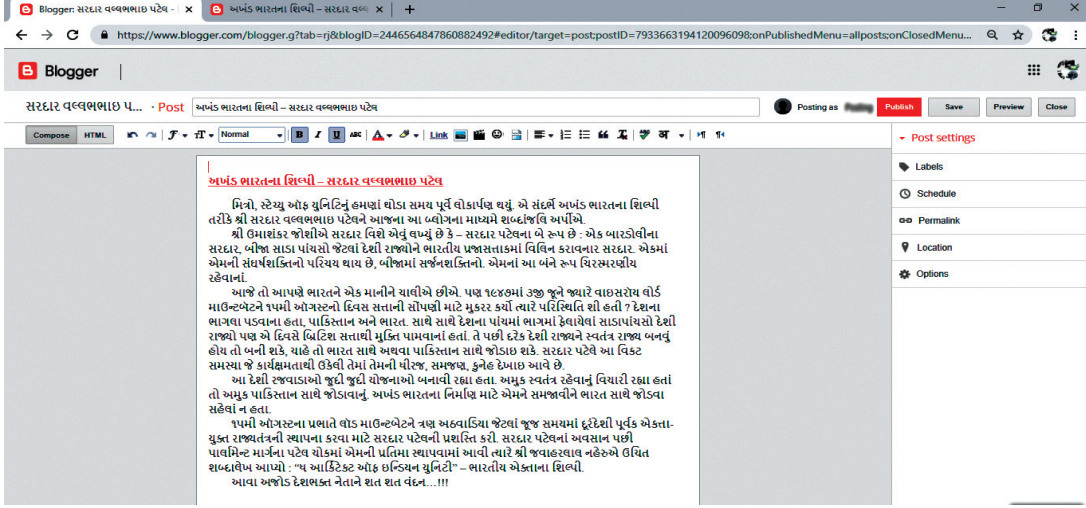 Blogger: સરદાર વલ્લભભાઇ પટેલ - અખંડ ભારતના શિલ્પી – સરદાર વલ્લ
https://www.blogger.com/blogger.g?tab=rj&blogID=2446564847860882492#editor/target=post;postID=7933663194120096098;onPublishedMenu=allposts;onClosedMenu...
Blogger
સરદાર વલ્લભભાઇ પ... · Post અખંડ ભારતના શિલ્પી – સરદાર વલ્લભભાઇ પટેલ Posting as Publish Save Preview Close
Compose HTML Normal B I U ABC A Link
Post settings
Labels
Schedule
Permalink
Location
Options
અખંડ ભારતના શિલ્પી – સરદાર વલ્લભભાઇ પટેલ
મિત્રો, સ્ટેચ્યુ ઑફ યુનિટિનું હમણાં થોડા સમય પૂર્વે લોકાર્પણ થયું. એ સંદર્ભે અખંડ ભારતના શિલ્પી
તરીકે શ્રી સરદાર વલ્લભભાઇ પટેલને આજના આ બ્લોગના માધ્યમે શબ્દાંજલિ અર્પીએ.
શ્રી ઉમાશંકર જોશીએ સરદાર વિશે એવું લખ્યું છે કે – સરદાર પટેલના બે રૂપ છે : એક બારડોલીના
સરદાર, બીજા સાડા પાંચસો જેટલાં દેશી રાજ્યોને ભારતીય પ્રજાસત્તાકમાં વિલિન કરાવનાર સરદાર. એકમાં
એમની સંઘર્ષશક્તિનો પરિચય થાય છે, બીજામાં સર્જનશક્તિનો. એમનાં આ બંને રૂપ ચિરસ્મરણીય
રહેવાનાં.
આજે તો આપણે ભારતને એક માનીને ચાલીએ છીએ. પણ ૧૯૪૭માં ૩જી જૂને જ્યારે વાઇસરૉય લોર્ડ
માઉન્ટબૅટને ૧૫મી ઑગસ્ટનો દિવસ સત્તાની સૉંપણી માટે મુકરર કર્યો ત્યારે પરિસ્થિતિ શી હતી ? દેશના
ભાગલા પડવાના હતા, પાકિસ્તાન અને ભારત. સાથે સાથે દેશના પાંચમાં ભાગમાં ફેલાયેલાં સાડાપાંચસો દેશી
રાજ્યો પણ એ દિવસે બ્રિટિશ સત્તાથી મુક્તિ પામવાનાં હતાં. તે પછી દરેક દેશી રાજ્યને સ્વતંત્ર રાજ્ય બનવું
હોય તો બની શકે, ચાહે તો ભારત સાથે અથવા પાકિસ્તાન સાથે જોડાઇ શકે. સરદાર પટેલે આ વિકટ
સમસ્યા જે કાર્યક્ષમતાથી ઉકેલી તેમાં તેમની ધીરજ, સમજણ, કુનેહ દેખાઇ આવે છે.
આ દેશી રજવાડાઓ જૂદી જૂદી યોજનાઓ બનાવી રહ્યા હતા. અમુક સ્વતંત્ર રહેવાનું વિચારી રહ્યા હતાં
તો અમુક પાકિસ્તાન સાથે જોડાવાનું. અખંડ ભારતના નિર્માણ માટે એમને સમજાવીને ભારત સાથે જોડવા
સહેલાં ન હતા.
૧૫મી ઑગસ્ટના પ્રભાતે લૉડ માઉન્ટબેટને ત્રણ અઠવાડિયા જેટલાં જૂજ સમયમાં દૂરંદેશી પૂર્વક એકતા-
યુક્ત રાજ્યતંત્રની સ્થાપના કરવા માટે સરદાર પટેલની પ્રશસ્તિ કરી. સરદાર પટેલનાં અવસાન પછી
પાર્લામેન્ટ માર્ગના પટેલ ચોકમાં એમની પ્રતિમા સ્થાપવામાં આવી ત્યારે શ્રી જવાહરલાલ નહેરુએ ઉચિત
શબ્દાલેખ આપ્યો : “ધ આર્કિટેક્ટ ઑફ ઇન્ડિયન યુનિટી” – ભારતીય એક્તાના શિલ્પી.
આવા અજોડ દેશભક્ત નેતાને શત શત વંદન...!!!